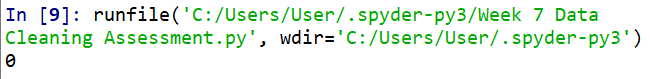 In [9]: runfile('C:/Users/User/.spyder-py3/Week 7 Data
Cleaning Assessment.py', wdir='C:/Users/User/.spyder-py3')
0